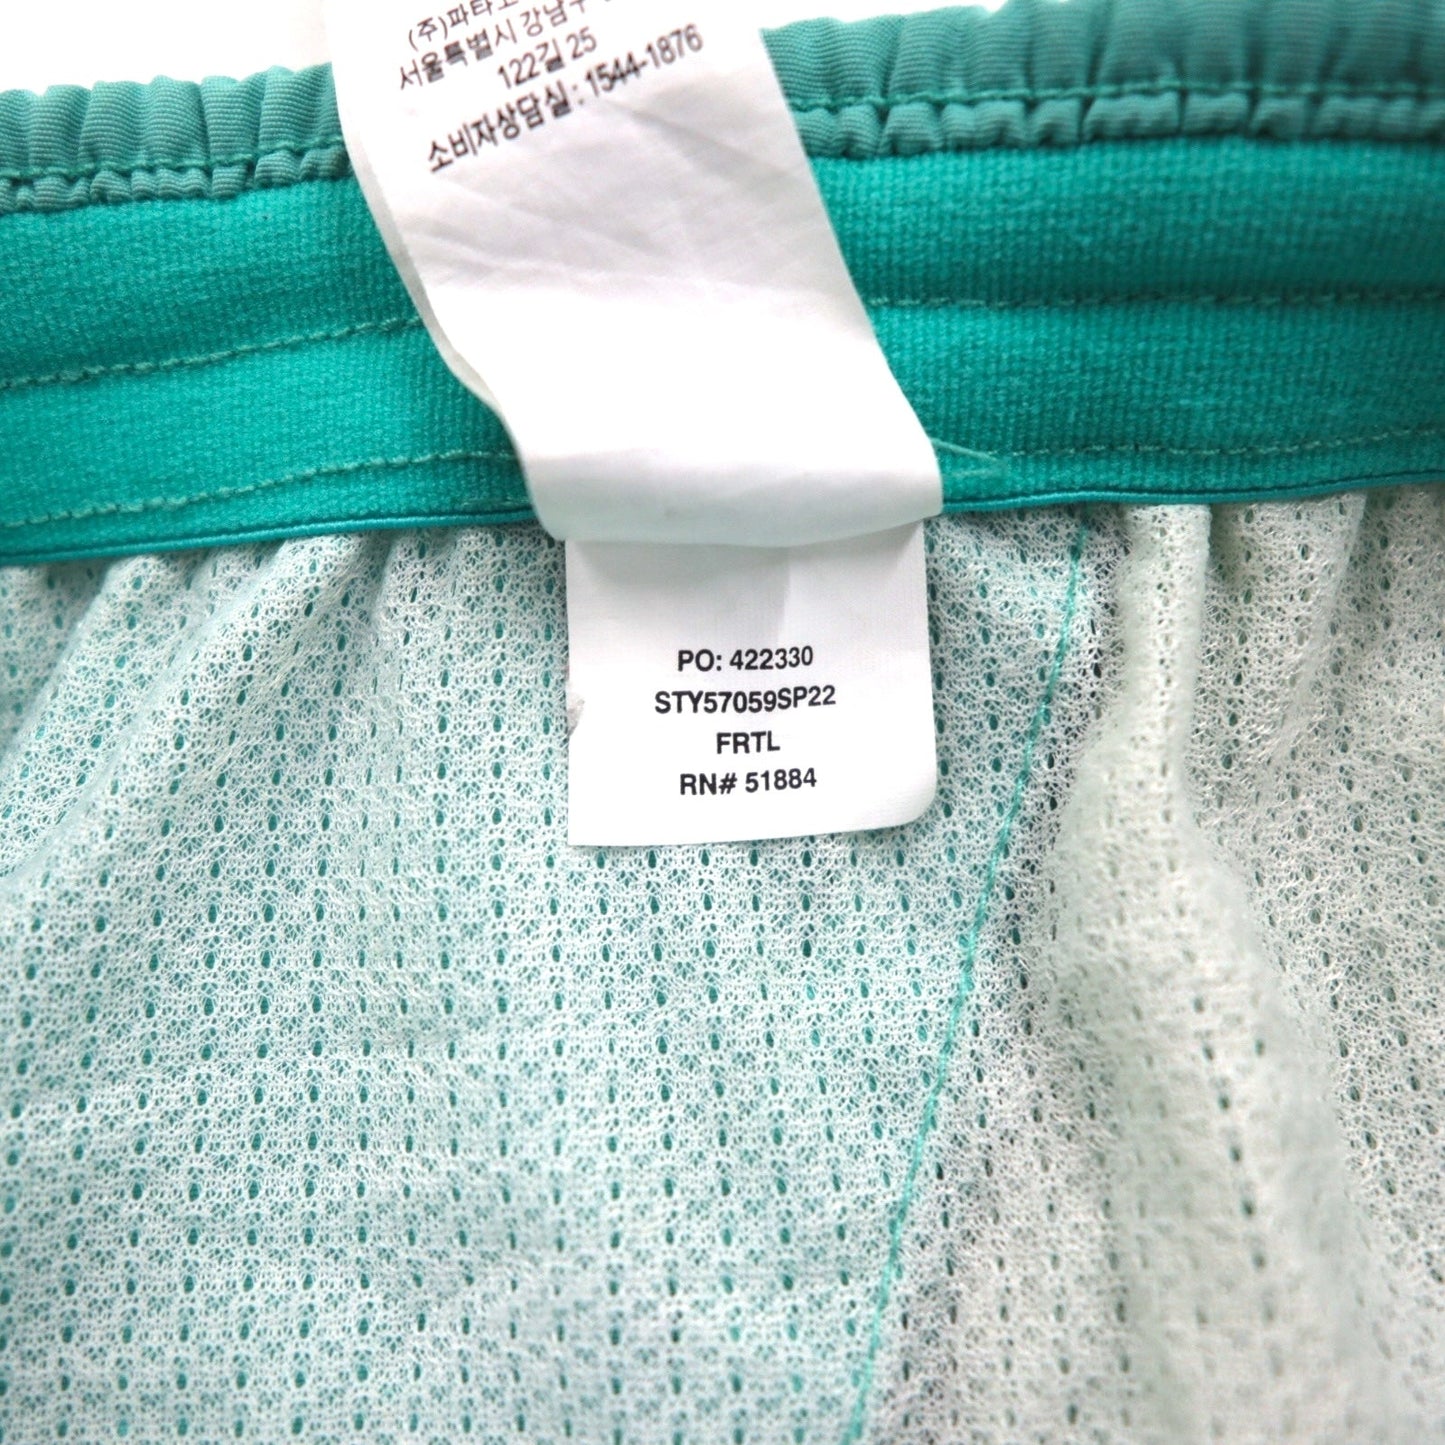 (주)파타고
서울특별시 강남구
122길 25
소비자상담실 : 1544-1876
PO: 422330
STY57059SP22
FRTL
RN# 51884